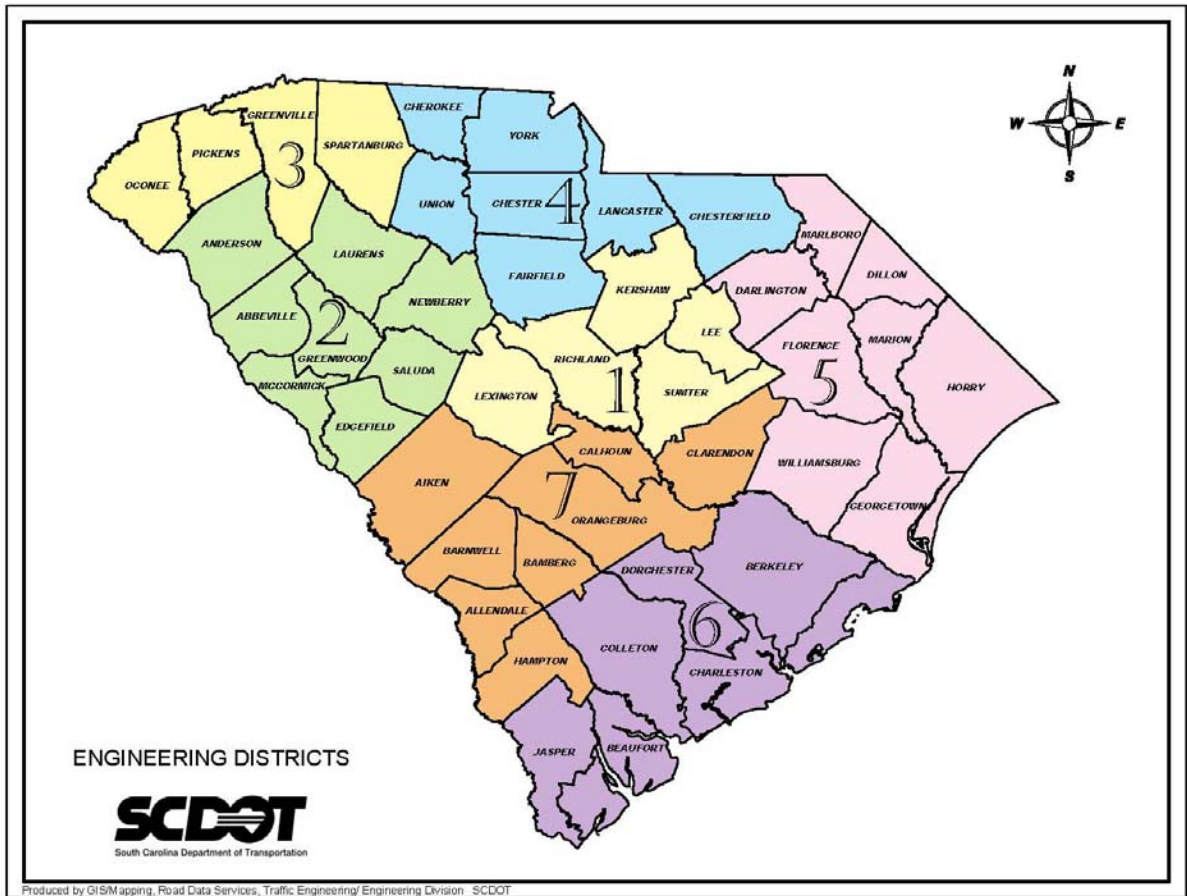 N
W E
S
CHEROKEE
GREENVILLE
YORK
SPARTANBURG
PICKENS
3
OCONEE
UNION
CHESTER
4
LANCASTER
CHESTERFIELD
MARLBORO
ANDERSON
LAURENS
DILLON
FAIRFIELD
KERSHAW
DARLINGTON
NEWBERRY
ABBEVILLE
2
LEE
FLORENCE
MARION
GREENWOOD
RICHLAND
SALUDA
5
HORRY
MCCORMICK
LEXINGTON
1
SUMTER
EDGEFIELD
CALHOUN
CLARENDON
WILLIAMSBURG
AIKEN
7
GEORGETOWN
ORANGEBURG
BARNWELL
BAMBERG
DORCHESTER
BERKELEY
ALLENDALE
6
COLLETON
HAMPTON
CHARLESTON
JASPER
BEAUFORT
ENGINEERING DISTRICTS
SCDOT
South Carolina Department of Transportation
Produced by GIS/Mapping, Road Data Services, Traffic Engineering/ Engineering Division SCDOT